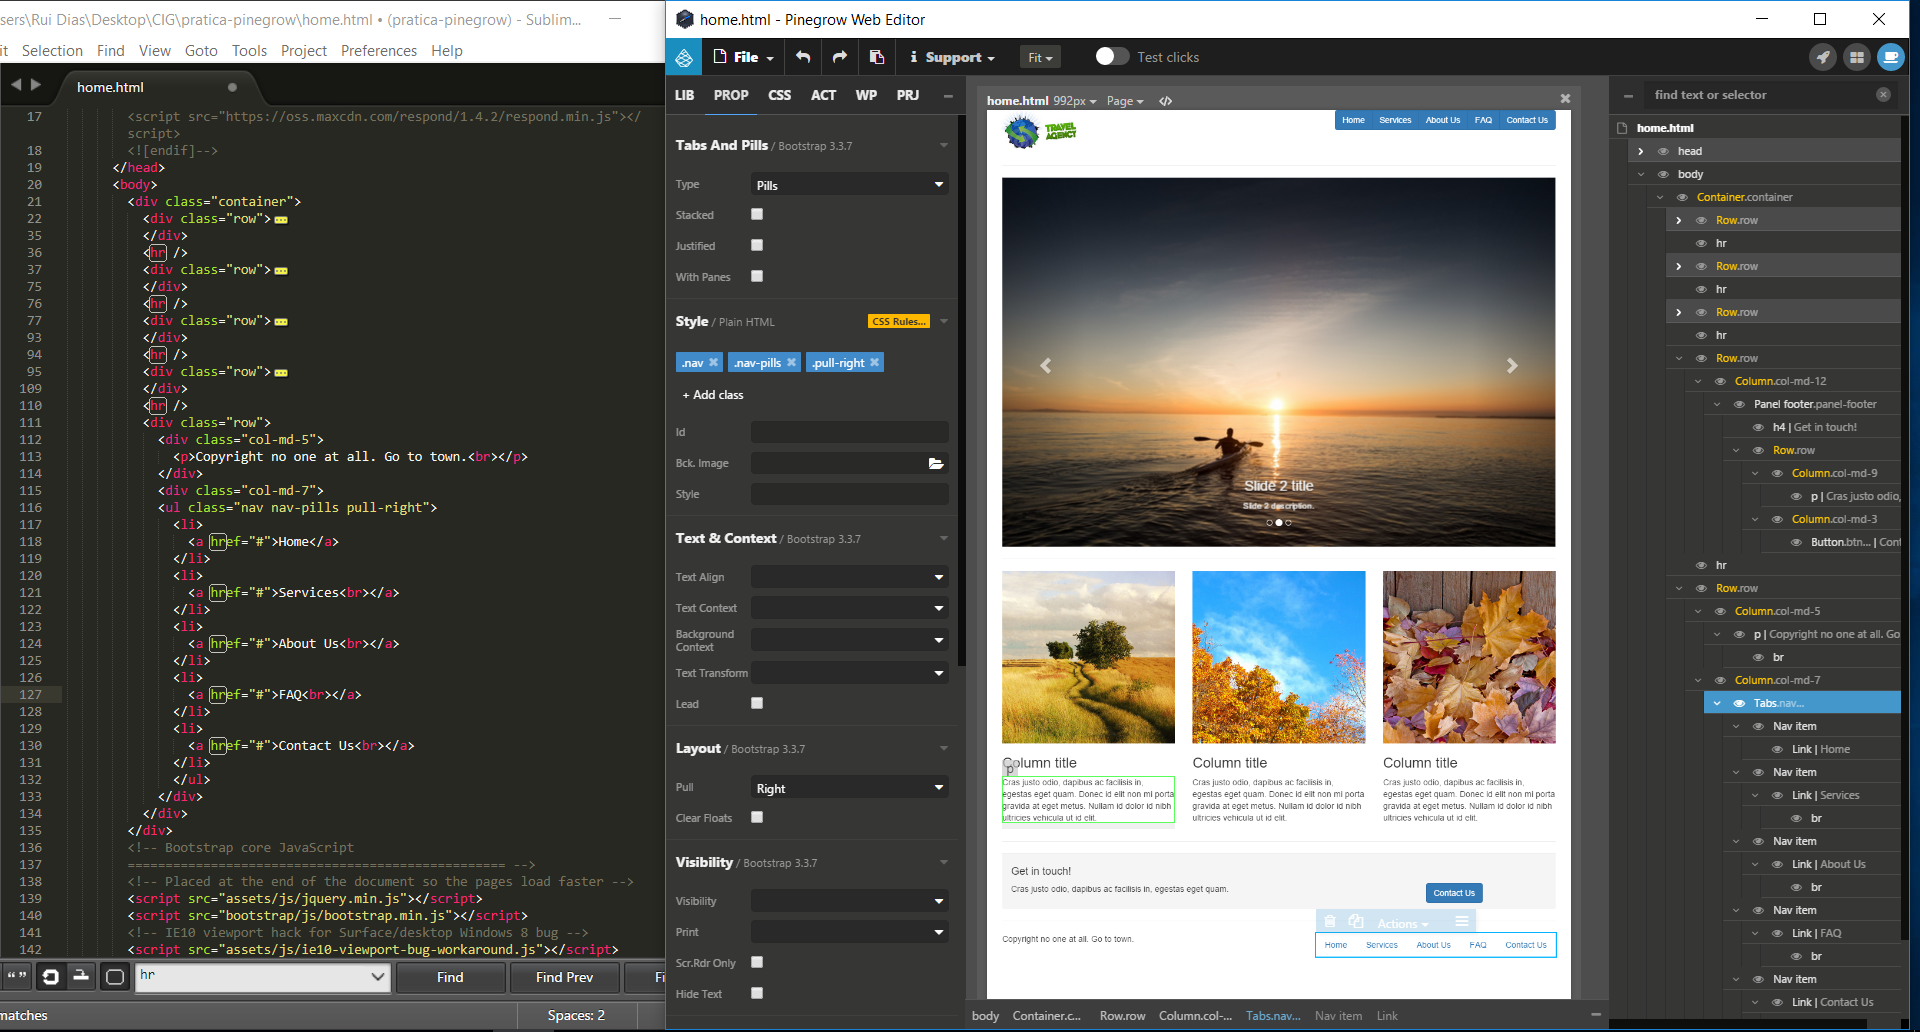 sers\Rui Dias\Desktop\CIG\pratica-pinegrow\home.html • (pratica-pinegrow) - Sublim...
it Selection Find View Goto Tools Project Preferences Help
home.html
17 <script src="https://oss.maxcdn.com/respond/1.4.2/respond.min.js"></
script>
18 <![endif]-->
19 </head>
20 <body>
21 <div class="container">
22 <div class="row">
35 </div>
36 <hr />
37 <div class="row">
75 </div>
76 <hr />
77 <div class="row">
93 </div>
94 <hr />
95 <div class="row">
109 </div>
110 <hr />
111 <div class="row">
112 <div class="col-md-5">
113 <p>Copyright no one at all. Go to town.<br></p>
114 </div>
115 <div class="col-md-7">
116 <ul class="nav nav-pills pull-right">
117 <li>
118 <a href="#">Home</a>
119 </li>
120 <li>
121 <a href="#">Services<br></a>
122 </li>
123 <li>
124 <a href="#">About Us<br></a>
125 </li>
126 <li>
127 <a href="#">FAQ<br></a>
128 </li>
129 <li>
130 <a href="#">Contact Us<br></a>
131 </li>
132 </ul>
133 </div>
134 </div>
135 </div>
136 <!-- Bootstrap core JavaScript
137 ================================================== -->
138 <!-- Placed at the end of the document so the pages load faster -->
139 <script src="assets/js/jquery.min.js"></script>
140 <script src="bootstrap/js/bootstrap.min.js"></script>
141 <!-- IE10 viewport hack for Surface/desktop Windows 8 bug -->
142 <script src="assets/js/ie10-viewport-bug-workaround.js"></script>
“ ” hr Find Find Prev Fi
matches Spaces: 2
home.html - Pinegrow Web Editor
File Support Fit Test clicks
LIB PROP CSS ACT WP PRJ
Tabs And Pills / Bootstrap 3.3.7
Type Pills
Stacked
Justified
With Panes
Style / Plain HTML CSS Rules...
.nav .nav-pills .pull-right
+ Add class
Id
Bck. Image
Style
Text & Context / Bootstrap 3.3.7
Text Align
Text Context
Background
Context
Text Transform
Lead
Layout / Bootstrap 3.3.7
Pull Right
Clear Floats
Visibility / Bootstrap 3.3.7
Visibility
Print
Scr.Rdr Only
Hide Text
home.html 992px Page </>
TRAVEL
AGENCY
Home Services About Us FAQ Contact Us
Slide 2 title
Slide 2 description.
p
Column title
Cras justo odio, dapibus ac facilisis in,
egestas eget quam. Donec id elit non mi porta
gravida at eget metus. Nullam id dolor id nibh
ultricies vehicula ut id elit.
Column title
Cras justo odio, dapibus ac facilisis in,
egestas eget quam. Donec id elit non mi porta
gravida at eget metus. Nullam id dolor id nibh
ultricies vehicula ut id elit.
Column title
Cras justo odio, dapibus ac facilisis in,
egestas eget quam. Donec id elit non mi porta
gravida at eget metus. Nullam id dolor id nibh
ultricies vehicula ut id elit.
Get in touch!
Cras justo odio, dapibus ac facilisis in, egestas eget quam.
Contact Us
Actions
Copyright no one at all. Go to town.
Home Services About Us FAQ Contact Us
body Container.c... Row.row Column.col-... Tabs.nav... Nav item Link
find text or selector
home.html
head
body
Container.container
Row.row
hr
Row.row
hr
Row.row
hr
Row.row
Column.col-md-12
Panel footer.panel-footer
h4 | Get in touch!
Row.row
Column.col-md-9
p | Cras justo odio,
Column.col-md-3
Button.btn... | Cont
hr
Row.row
Column.col-md-5
p | Copyright no one at all. Go
br
Column.col-md-7
Tabs.nav...
Nav item
Link | Home
Nav item
Link | Services
br
Nav item
Link | About Us
br
Nav item
Link | FAQ
br
Nav item
Link | Contact Us